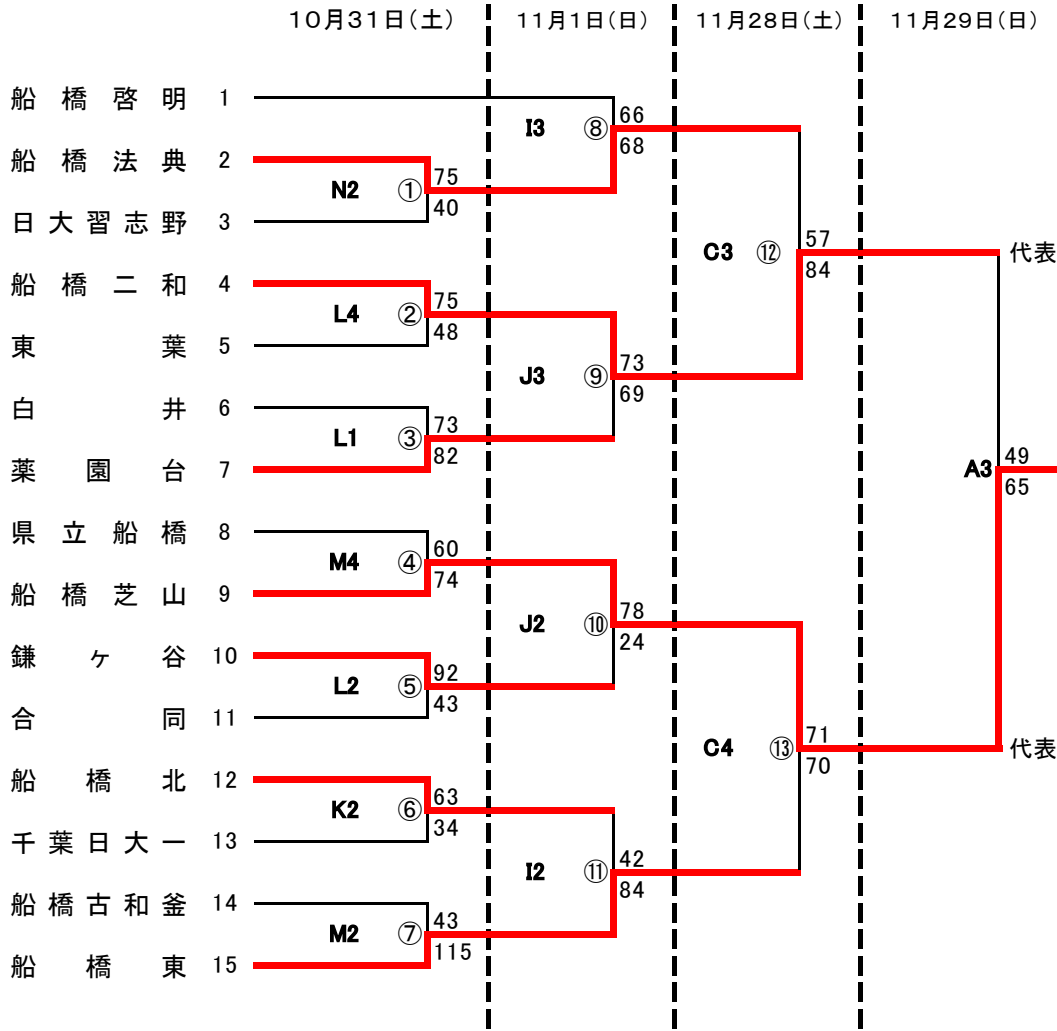 10月31日(土) 11月1日(日) 11月28日(土) 11月29日(日)
船橋啓明 1
66
I3 ⑧
68
船橋法典 2
75
N2 ①
40
日大習志野 3
57
C3 ⑫ 代表
84
船橋二和 4
75
L4 ②
48
東葉 5
73
J3 ⑨
69
白井 6
73
L1 ③
82
薬園台 7
49
A3
65
県立船橋 8
60
M4 ④
74
船橋芝山 9
78
J2 ⑩
24
鎌ヶ谷 10
92
L2 ⑤
43
合同 11
71
C4 ⑬ 代表
70
船橋北 12
63
K2 ⑥
34
千葉日大一 13
42
I2 ⑪
84
船橋古和釜 14
43
M2 ⑦
115
船橋東 15